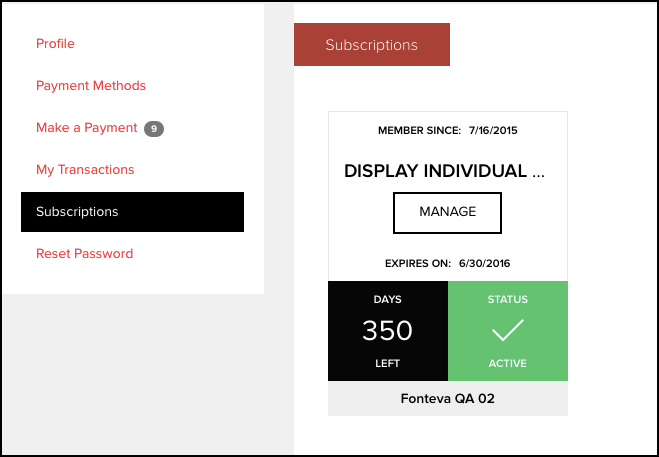 Profile
Payment Methods
Make a Payment 9
My Transactions
Subscriptions
Reset Password
Subscriptions
MEMBER SINCE: 7/16/2015
DISPLAY INDIVIDUAL ...
MANAGE
EXPIRES ON: 6/30/2016
DAYS
350
LEFT
STATUS
ACTIVE
Fonteva QA 02